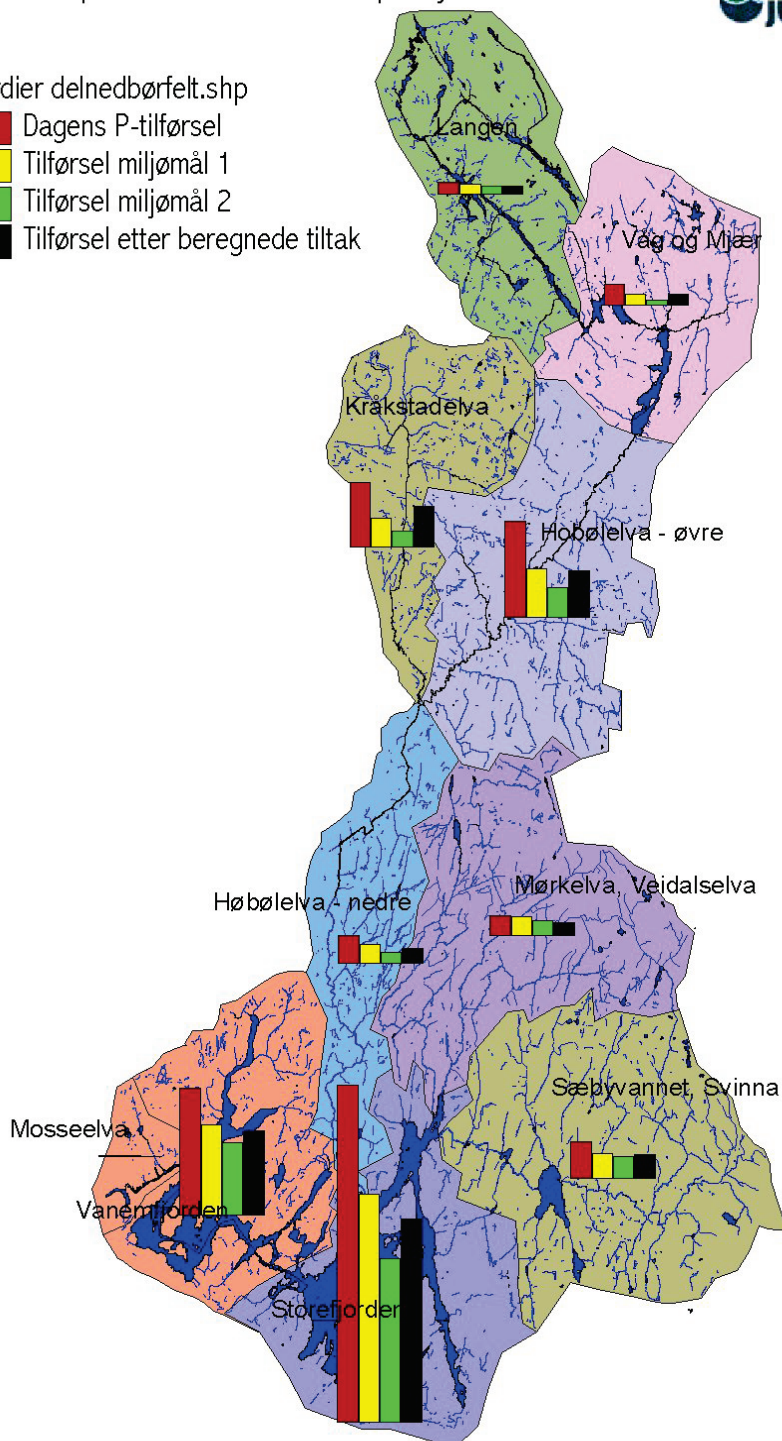 dier delnedbørfelt.shp
Dagens P-tilførsel
Tilførsel miljømål 1
Tilførsel miljømål 2
Tilførsel etter beregnede tiltak
Langen
Våg og Mjær
Kråkstadelva
Hobølelva - øvre
Mørkelva, Veidalselva
Høbølelva - nedre
Sæbyvannet, Svinna
Mosseelva
Vanemfjorden
Storefjorden